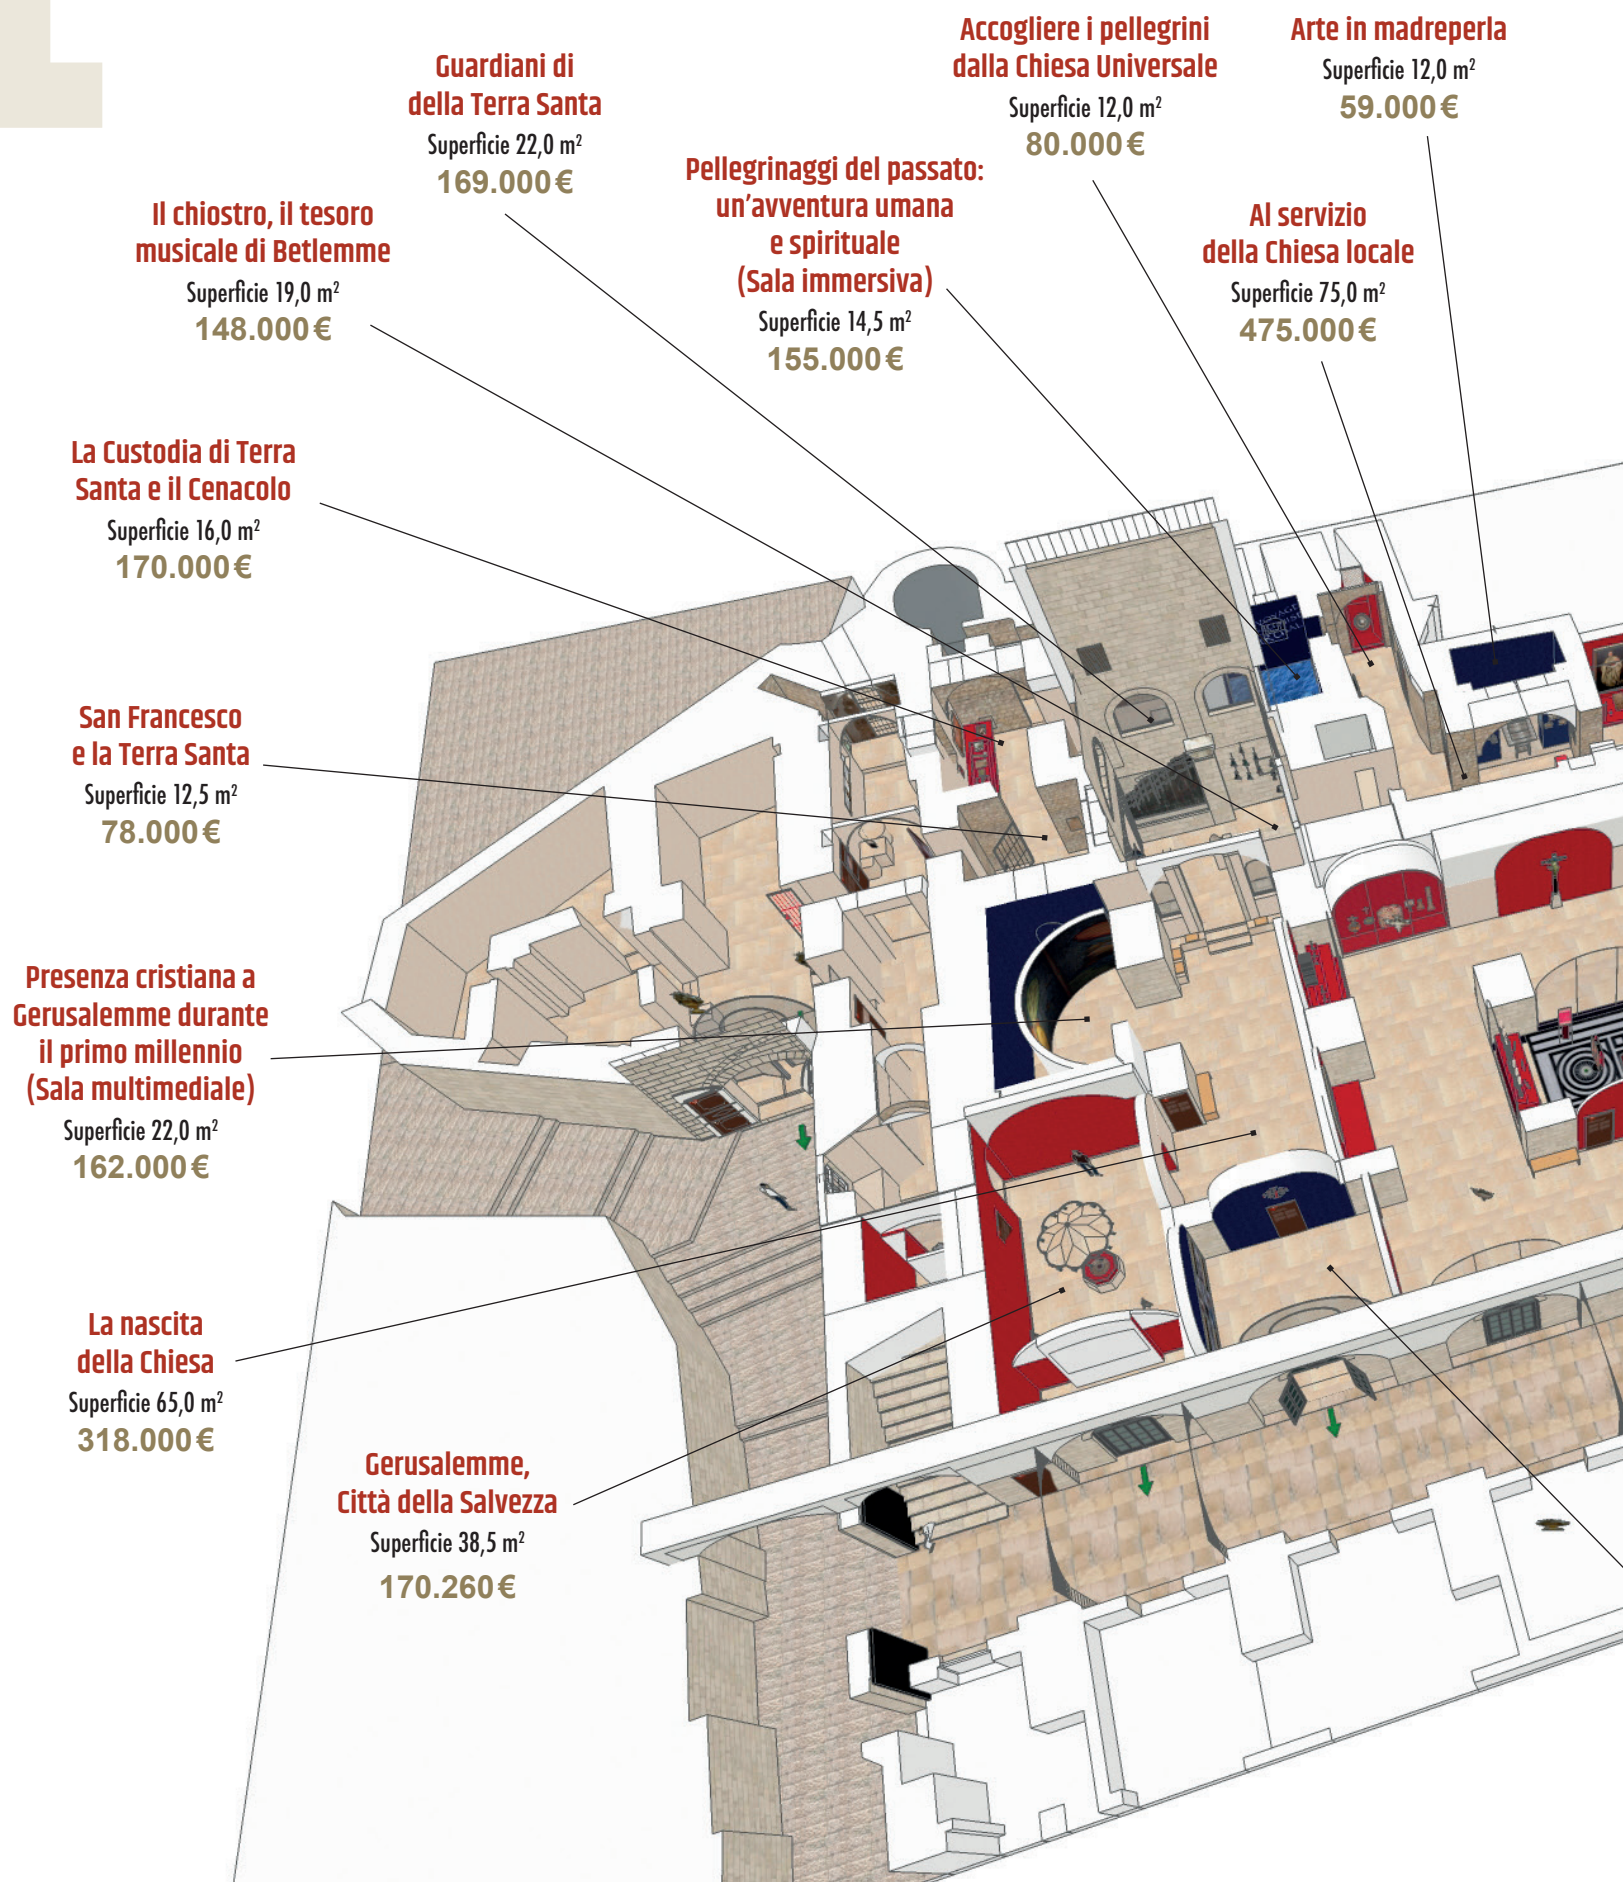 Accogliere i pellegrini
dalla Chiesa Universale
Superficie 12,0 m²
80.000 €
Arte in madreperla
Superficie 12,0 m²
59.000 €
Guardiani di
della Terra Santa
Superficie 22,0 m²
169.000 €
Pellegrinaggi del passato:
un'avventura umana
e spirituale
(Sala immersiva)
Superficie 14,5 m²
155.000 €
Al servizio
della Chiesa locale
Superficie 75,0 m²
475.000 €
Il chiostro, il tesoro
musicale di Betlemme
Superficie 19,0 m²
148.000 €
La Custodia di Terra
Santa e il Cenacolo
Superficie 16,0 m²
170.000 €
San Francesco
e la Terra Santa
Superficie 12,5 m²
78.000 €
Presenza cristiana a
Gerusalemme durante
il primo millennio
(Sala multimediale)
Superficie 22,0 m²
162.000 €
La nascita
della Chiesa
Superficie 65,0 m²
318.000 €
Gerusalemme,
Città della Salvezza
Superficie 38,5 m²
170.260 €